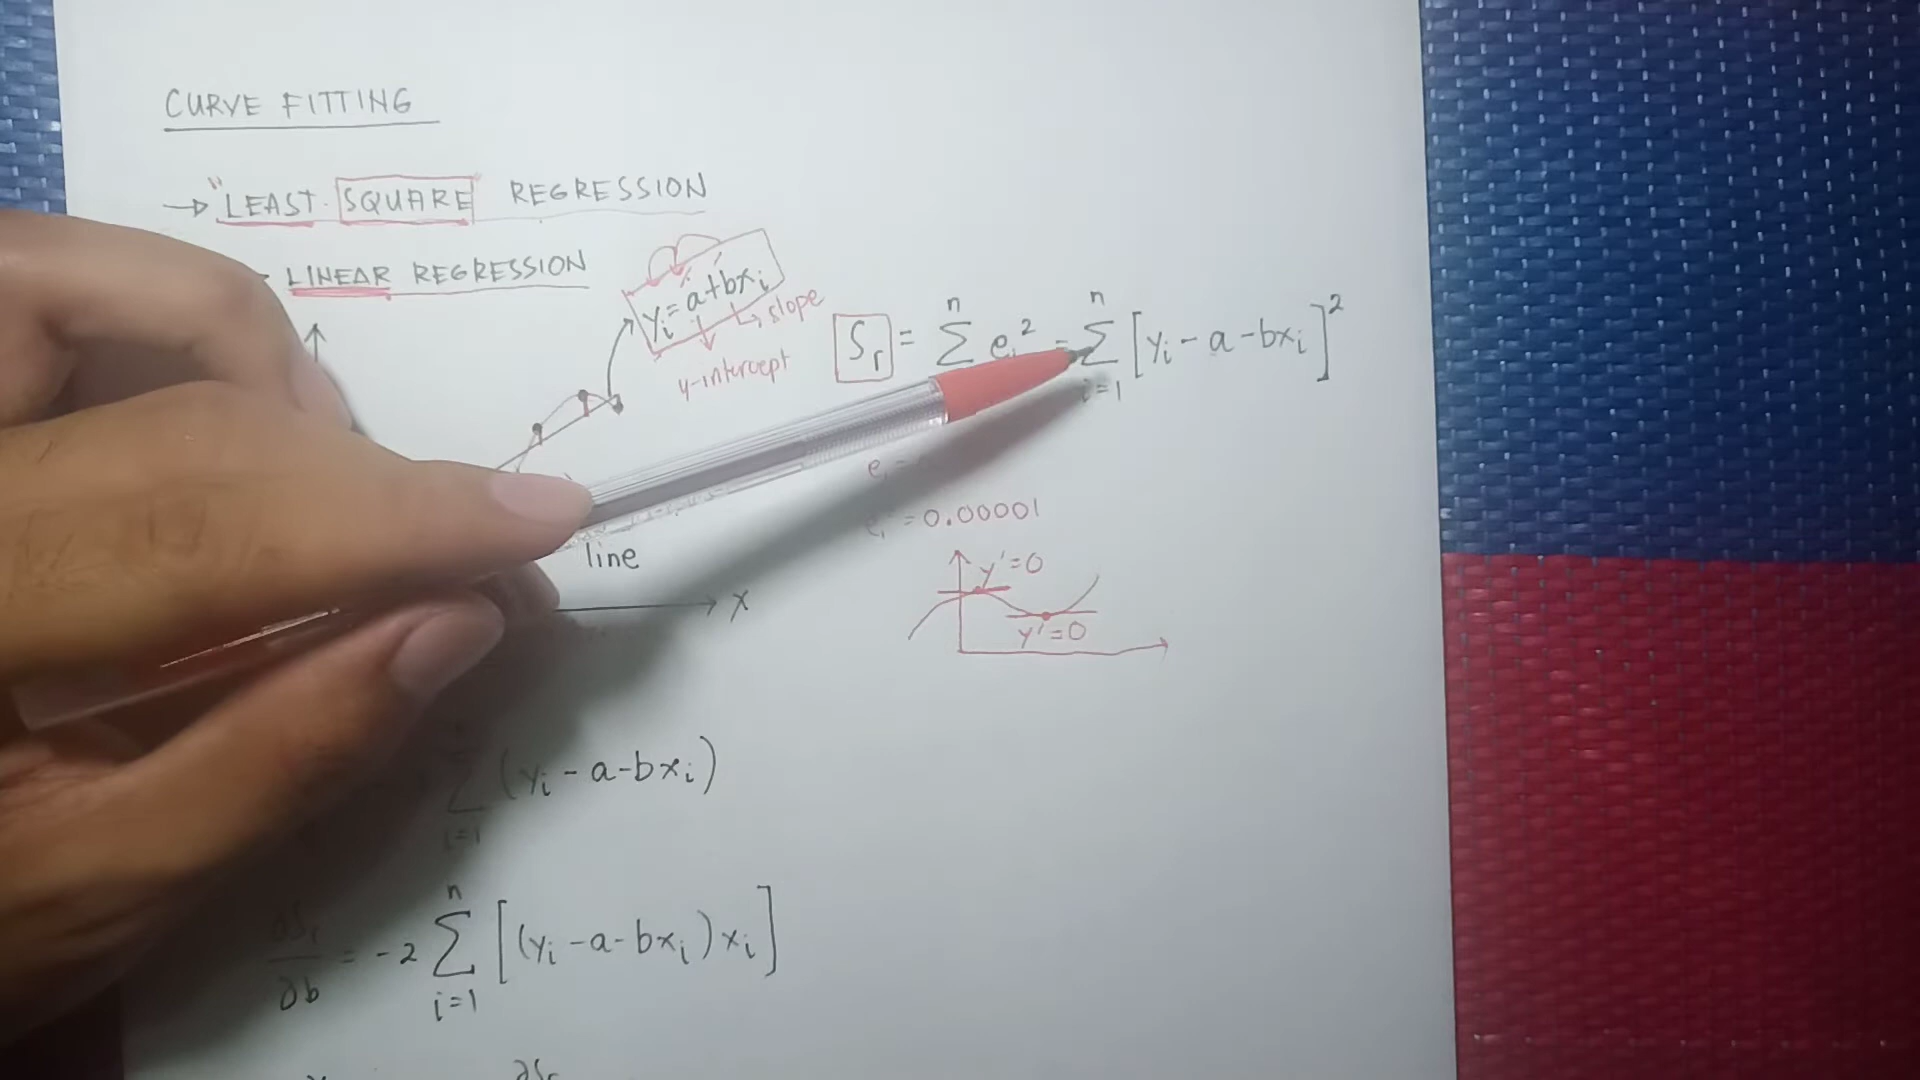 CURVE FITTING
→ "LEAST SQUARE" REGRESSION
LINEAR REGRESSION
yᵢ = a+bxᵢ
slope
y-intercept
Sᵣ = Σ eᵢ² = Σ [yᵢ - a - bxᵢ]²
n
n
i=1
e
eᵢ = 0.00001
line
x
y'=0
y'=0
Σ (yᵢ - a - bxᵢ)
i=1
n
∂Sᵣ/∂b = -2 Σ [(yᵢ - a - bxᵢ)xᵢ]
i=1
∂Sᵣ